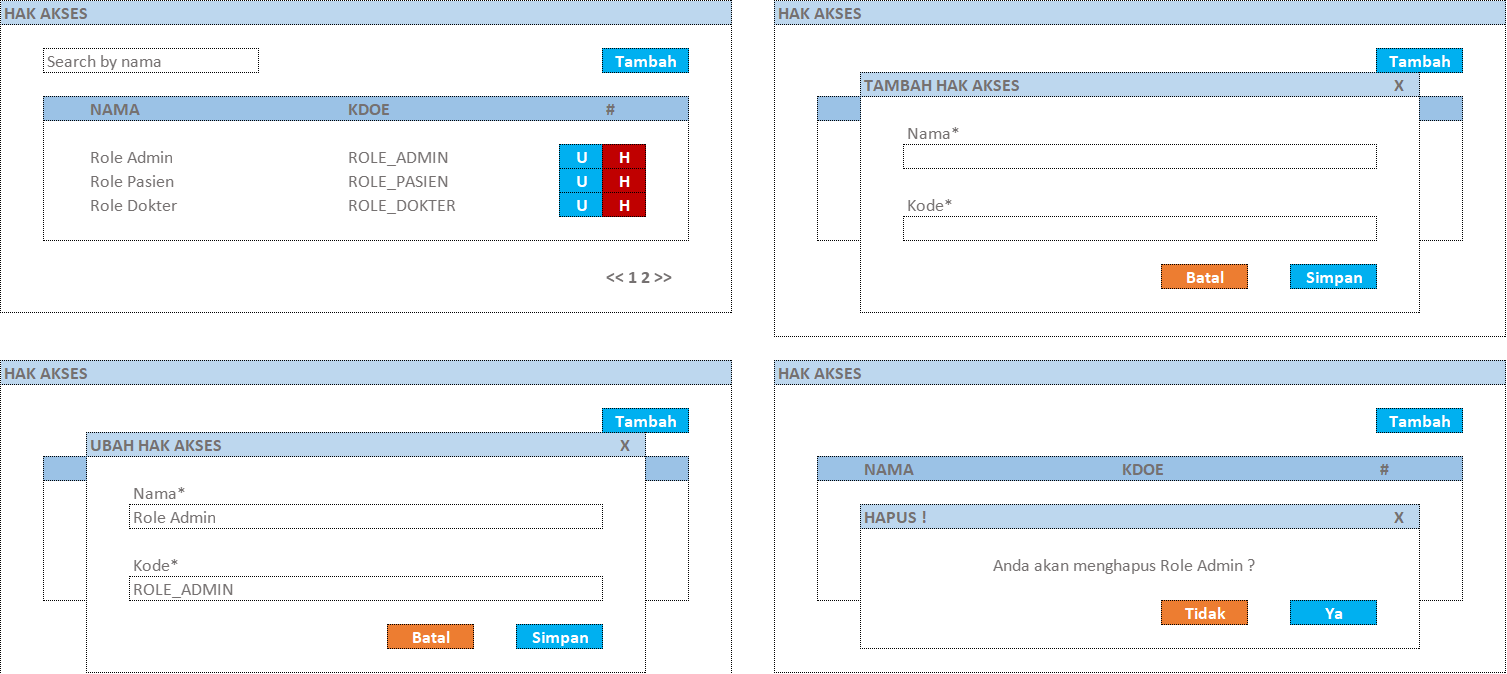 HAK AKSES
Search by nama
Tambah
NAMA KDOE #
Role Admin ROLE_ADMIN U H
Role Pasien ROLE_PASIEN U H
Role Dokter ROLE_DOKTER U H
<< 1 2 >>
HAK AKSES
Tambah
TAMBAH HAK AKSES X
Nama*
Kode*
Batal Simpan
HAK AKSES
Tambah
UBAH HAK AKSES X
Nama*
Role Admin
Kode*
ROLE_ADMIN
Batal Simpan
HAK AKSES
Tambah
NAMA KDOE #
HAPUS ! X
Anda akan menghapus Role Admin ?
Tidak Ya